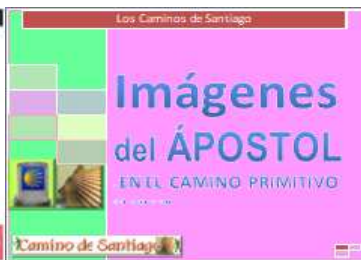 Los Caminos de Santiago
Imágenes
del ÁPOSTOL
EN EL CAMINO PRIMITIVO
Camino de Santiago